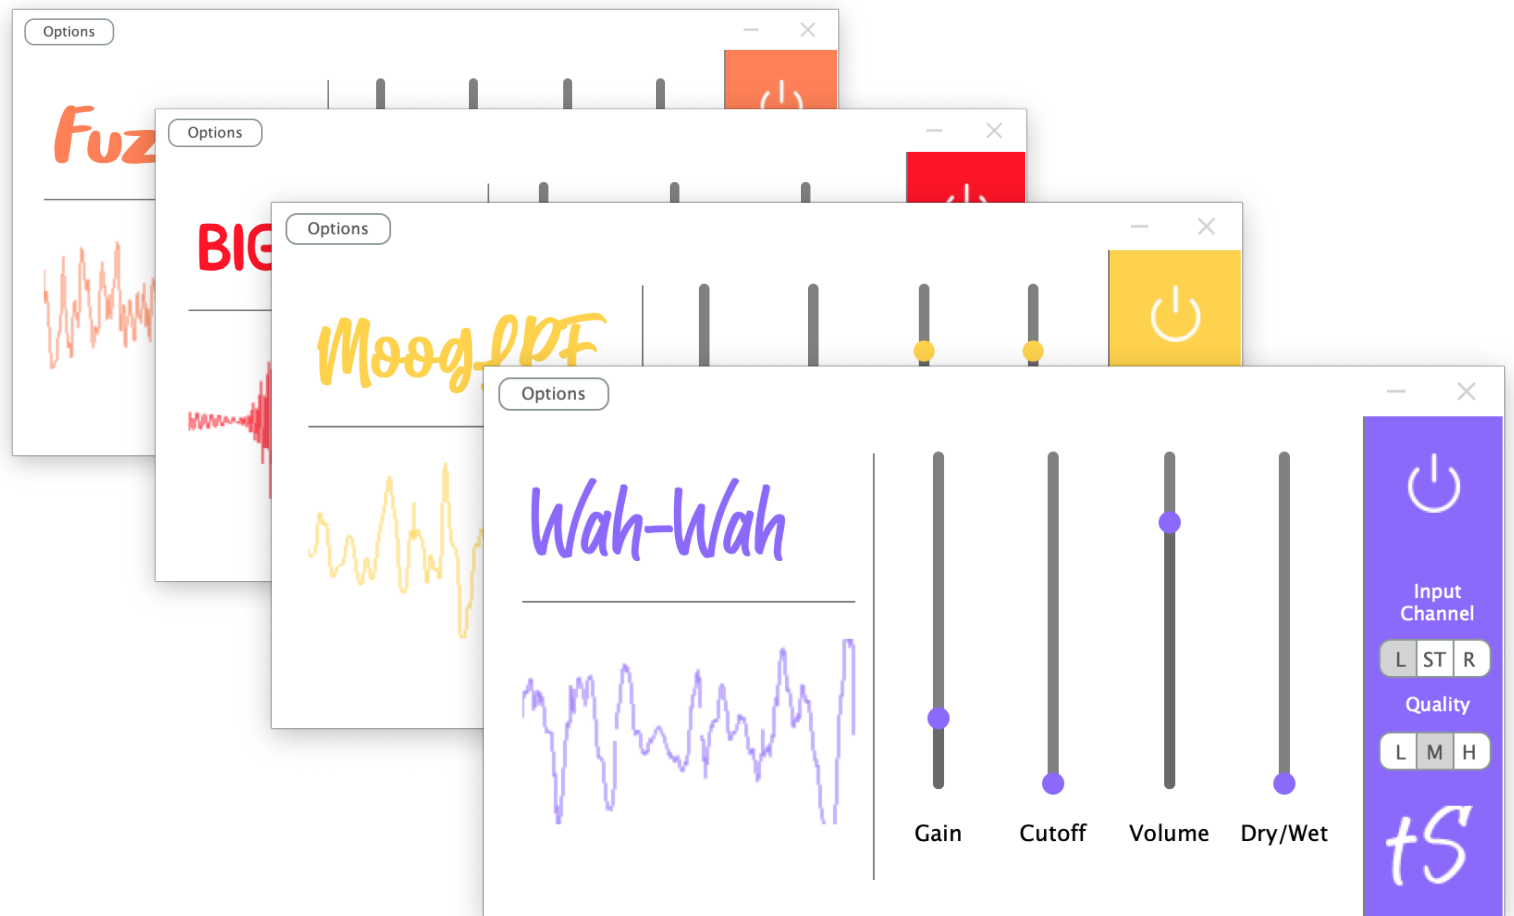 Options
Fuz
Options
BIG
Options
MoogLPF
Options
Wah-Wah
Input
Channel
L ST R
Quality
L M H
Gain Cutoff Volume Dry/Wet
tS